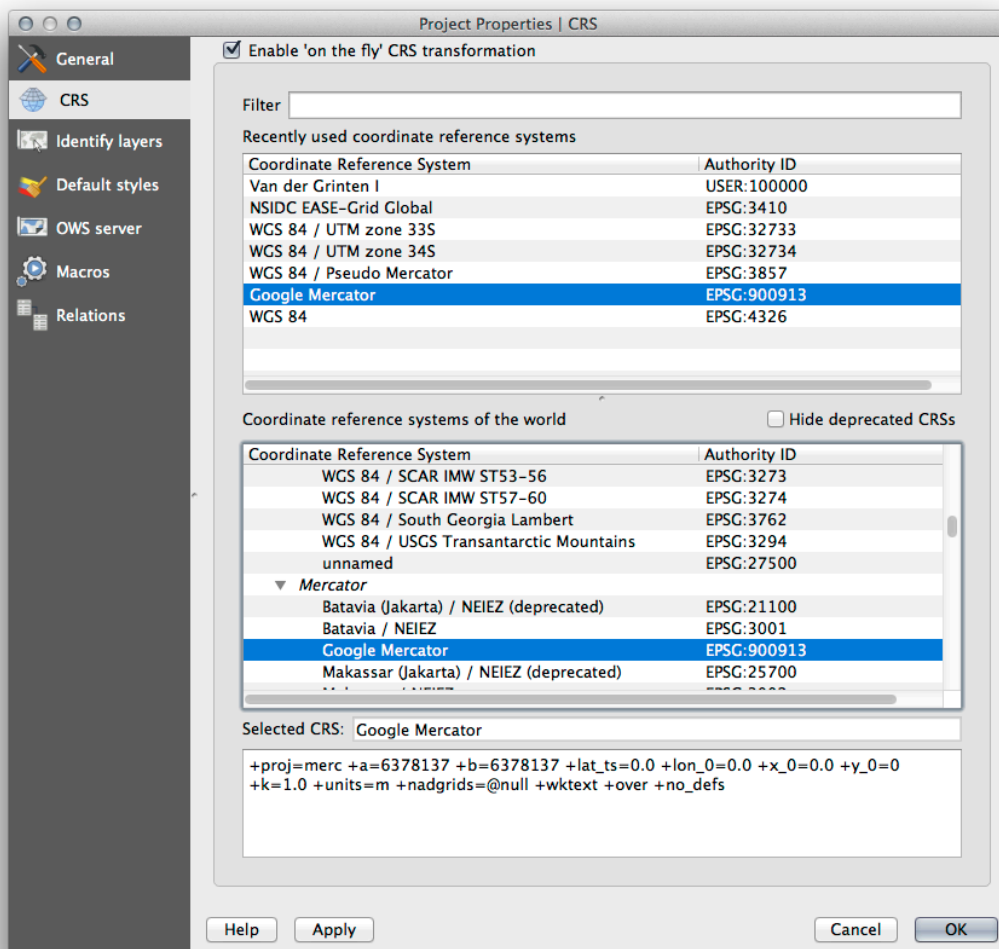 Project Properties | CRS
General
CRS
Identify layers
Default styles
OWS server
Macros
Relations
Enable 'on the fly' CRS transformation
Filter
Recently used coordinate reference systems
Coordinate Reference System Authority ID
Van der Grinten I USER:100000
NSIDC EASE-Grid Global EPSG:3410
WGS 84 / UTM zone 33S EPSG:32733
WGS 84 / UTM zone 34S EPSG:32734
WGS 84 / Pseudo Mercator EPSG:3857
Google Mercator EPSG:900913
WGS 84 EPSG:4326
Coordinate reference systems of the world Hide deprecated CRSs
Coordinate Reference System Authority ID
WGS 84 / SCAR IMW ST53-56 EPSG:3273
WGS 84 / SCAR IMW ST57-60 EPSG:3274
WGS 84 / South Georgia Lambert EPSG:3762
WGS 84 / USGS Transantarctic Mountains EPSG:3294
unnamed EPSG:27500
Mercator
Batavia (Jakarta) / NEIEZ (deprecated) EPSG:21100
Batavia / NEIEZ EPSG:3001
Google Mercator EPSG:900913
Makassar (Jakarta) / NEIEZ (deprecated) EPSG:25700
Selected CRS: Google Mercator
+proj=merc +a=6378137 +b=6378137 +lat_ts=0.0 +lon_0=0.0 +x_0=0.0 +y_0=0
+k=1.0 +units=m +nadgrids=@null +wktext +over +no_defs
Help Apply Cancel OK